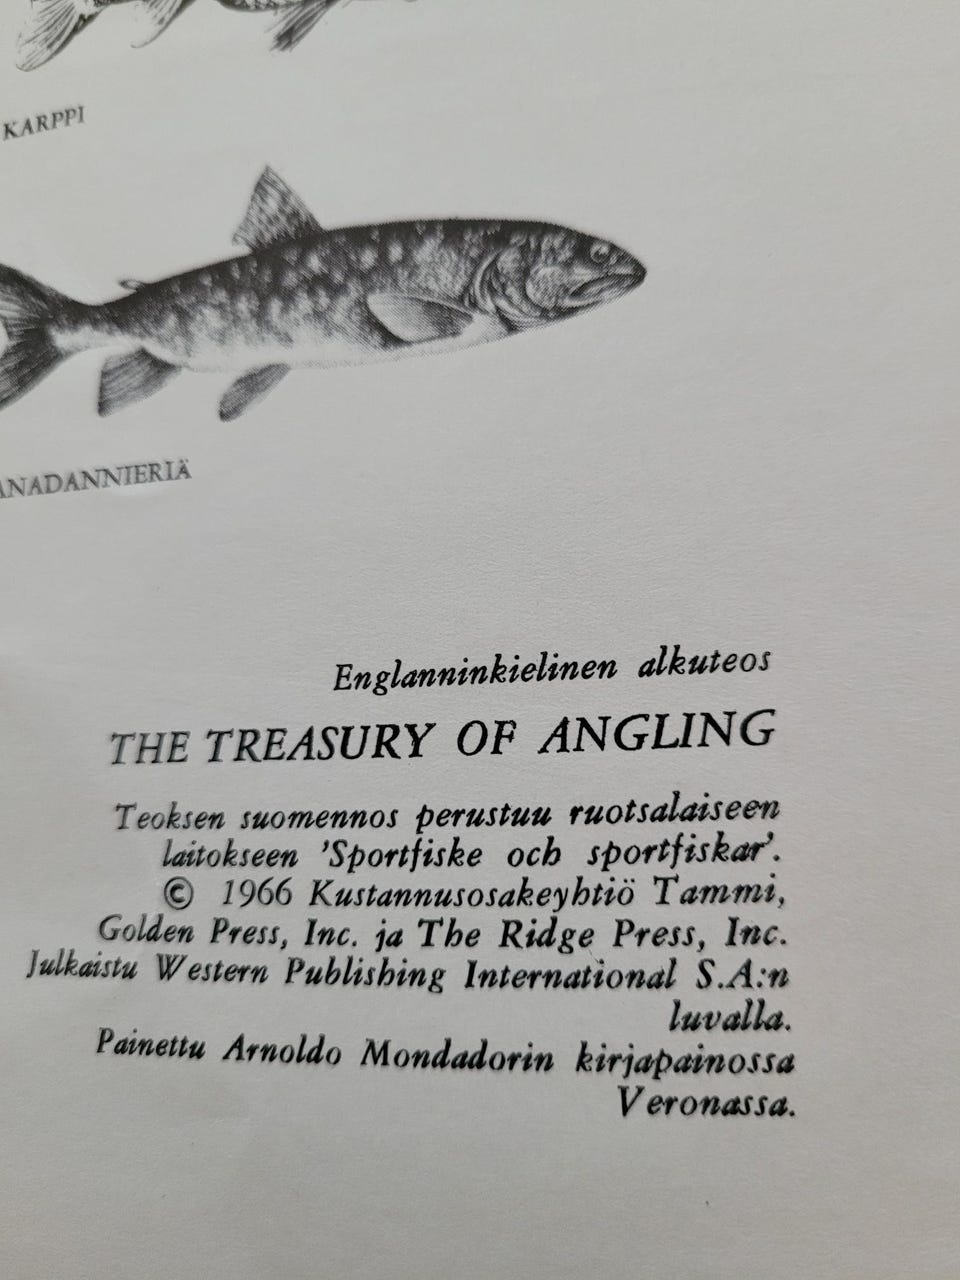 KARPPI
ANADANNIERIÄ
Englanninkielinen alkuteos
THE TREASURY OF ANGLING
Teoksen suomennos perustuu ruotsalaiseen
laitokseen 'Sportfiske och sportfiskar'.
© 1966 Kustannusosakeyhtiö Tammi,
Golden Press, Inc. ja The Ridge Press, Inc.
Julkaistu Western Publishing International S.A:n
luvalla.
Painettu Arnoldo Mondadorin kirjapainossa
Veronassa.